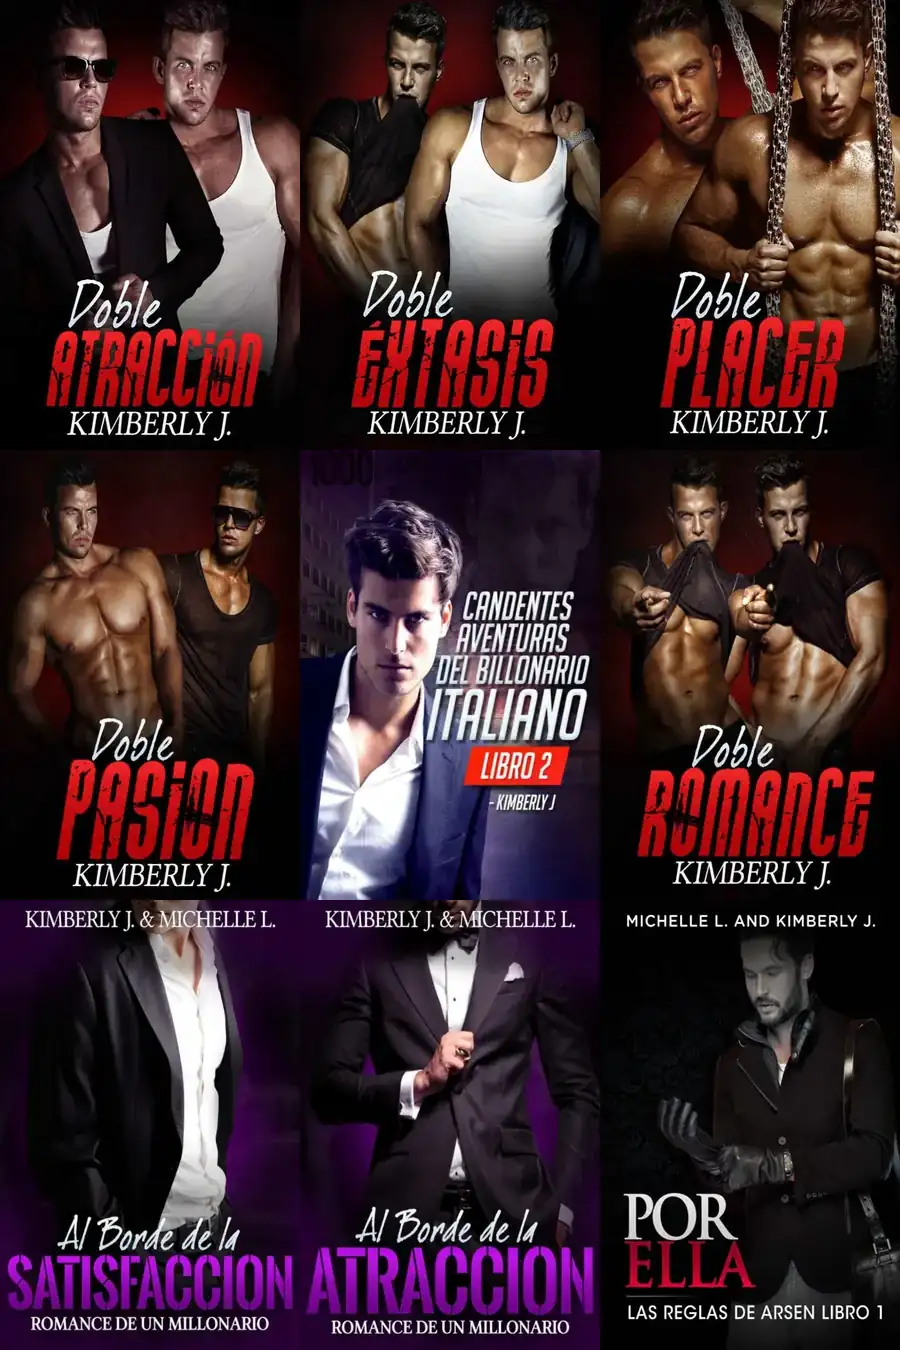 Doble
ATRACCIÓN
KIMBERLY J.
Doble
ÉXTASIS
KIMBERLY J.
Doble
PLACER
KIMBERLY J.
Doble
PASION
KIMBERLY J.
CANDENTES
AVENTURAS
DEL BILLONARIO
ITALIANO
LIBRO 2
- KIMBERLY J
Doble
ROMANCE
KIMBERLY J.
KIMBERLY J. & MICHELLE L.
Al Borde de la
SATISFACCION
ROMANCE DE UN MILLONARIO
KIMBERLY J. & MICHELLE L.
Al Borde de la
ATRACCION
ROMANCE DE UN MILLONARIO
MICHELLE L. AND KIMBERLY J.
POR
ELLA
LAS REGLAS DE ARSEN LIBRO 1